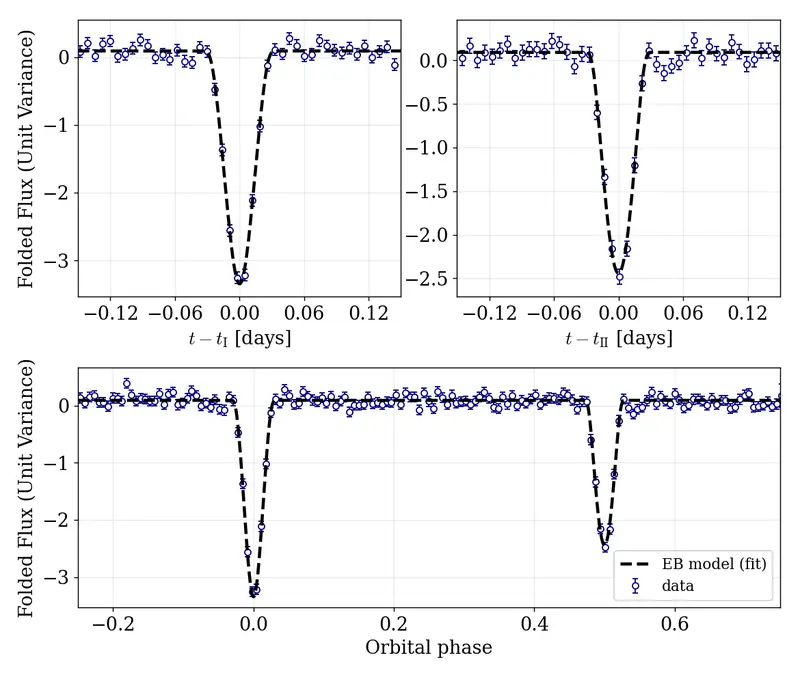 Folded Flux (Unit Variance)
0
−1
−2
−3
−0.12 −0.06 0.00 0.06 0.12
t − tI [days]
0.0
−0.5
−1.0
−1.5
−2.0
−2.5
−0.12 −0.06 0.00 0.06 0.12
t − tII [days]
Folded Flux (Unit Variance)
0
−1
−2
−3
−0.2 0.0 0.2 0.4 0.6
Orbital phase
EB model (fit)
data